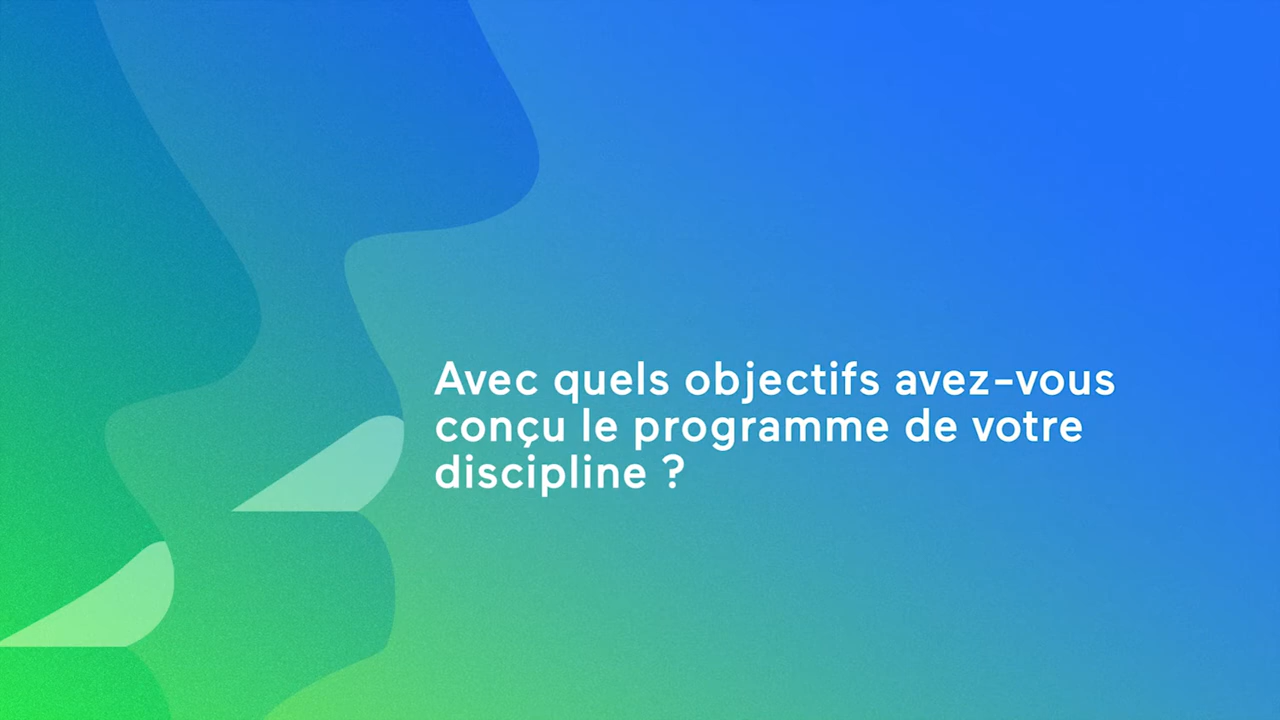 Avec quels objectifs avez-vous
conçu le programme de votre
discipline ?